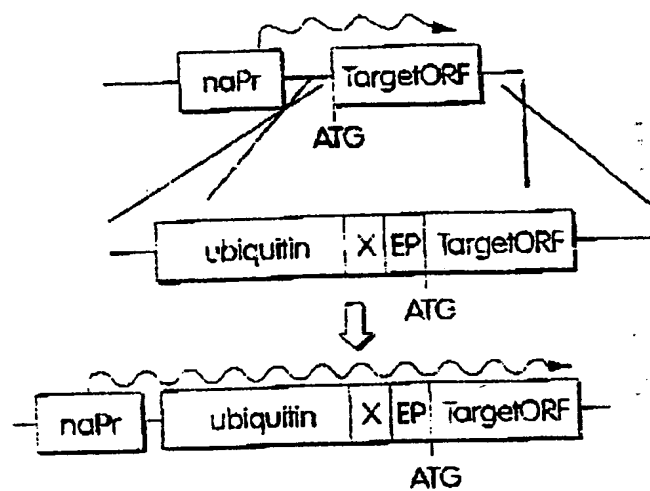 naPr TargetORF
ATG
ubiquitin X EP TargetORF
ATG
naPr ubiquitin X EP TargetORF
ATG